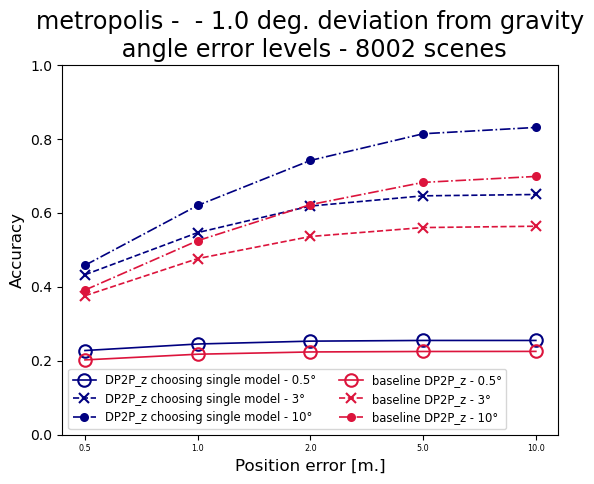 metropolis -  - 1.0 deg. deviation from gravity
angle error levels - 8002 scenes
Accuracy
1.0
0.8
0.6
0.4
0.2
0.0
DP2P_z choosing single model - 0.5°
DP2P_z choosing single model - 3°
DP2P_z choosing single model - 10°
baseline DP2P_z - 0.5°
baseline DP2P_z - 3°
baseline DP2P_z - 10°
0.5 1.0 2.0 5.0 10.0
Position error [m.]